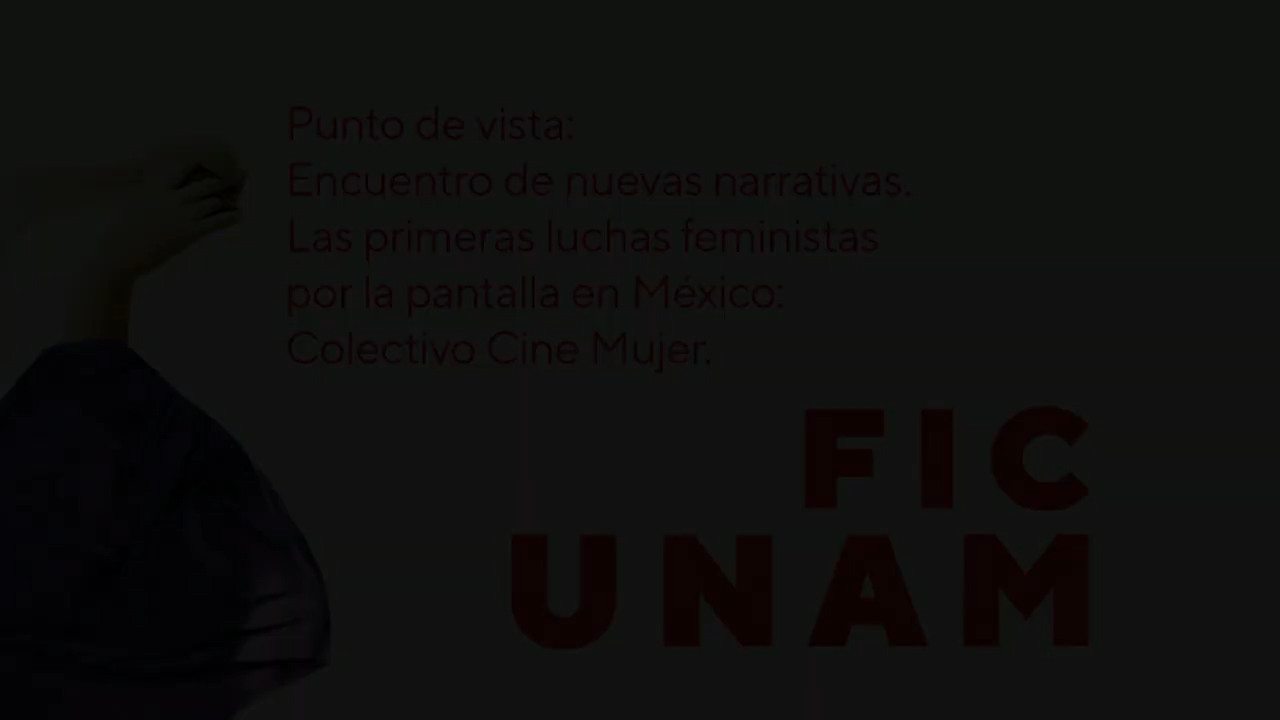 Punto de vista:
Encuentro de nuevas narrativas.
Las primeras luchas feministas
por la pantalla en México:
Colectivo Cine Mujer.
FIC
UNAM